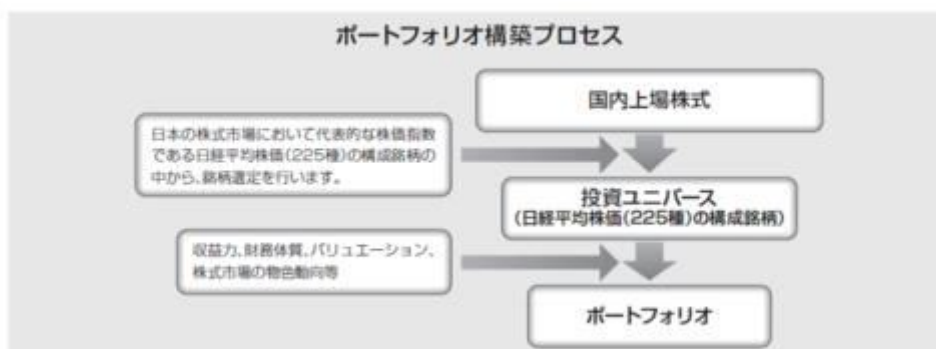 ポートフォリオ構築プロセス
国内上場株式
日本の株式市場において代表的な株価指数
である日経平均株価(225種)の構成銘柄の
中から、銘柄選定を行います。
投資ユニバース
(日経平均株価(225種)の構成銘柄)
収益力、財務体質、バリュエーション、
株式市場の物色動向等
ポートフォリオ